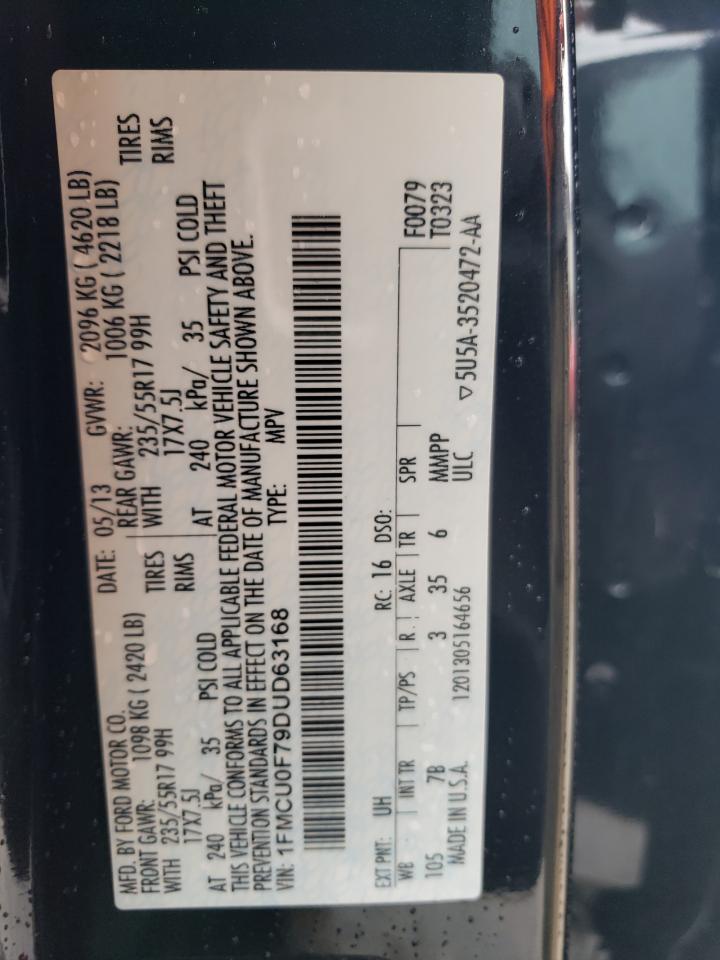 MFD. BY FORD MOTOR CO.
DATE: 05/13 GVWR: 2096 KG ( 4620 LB)
FRONT GAWR: 1098 KG ( 2420 LB) REAR GAWR: 1006 KG ( 2218 LB)
WITH 235/55R17 99H TIRES WITH 235/55R17 99H TIRES
17X7.5J RIMS 17X7.5J RIMS
AT 240 kPa/ 35 PSI COLD AT 240 kPa/ 35 PSI COLD
THIS VEHICLE CONFORMS TO ALL APPLICABLE FEDERAL MOTOR VEHICLE SAFETY AND THEFT
PREVENTION STANDARDS IN EFFECT ON THE DATE OF MANUFACTURE SHOWN ABOVE.
VIN: 1FMCU0F79DUD63168 TYPE: MPV
EXT PNT: UH RC: 16 DSO: F0079
T0323
WB INT TR TP/PS R. AXLE TR SPR
105 7B 3 35 6 MMPP
ULC
MADE IN U.S.A. 1201305164656 ▽ 5U5A-3520472-AA